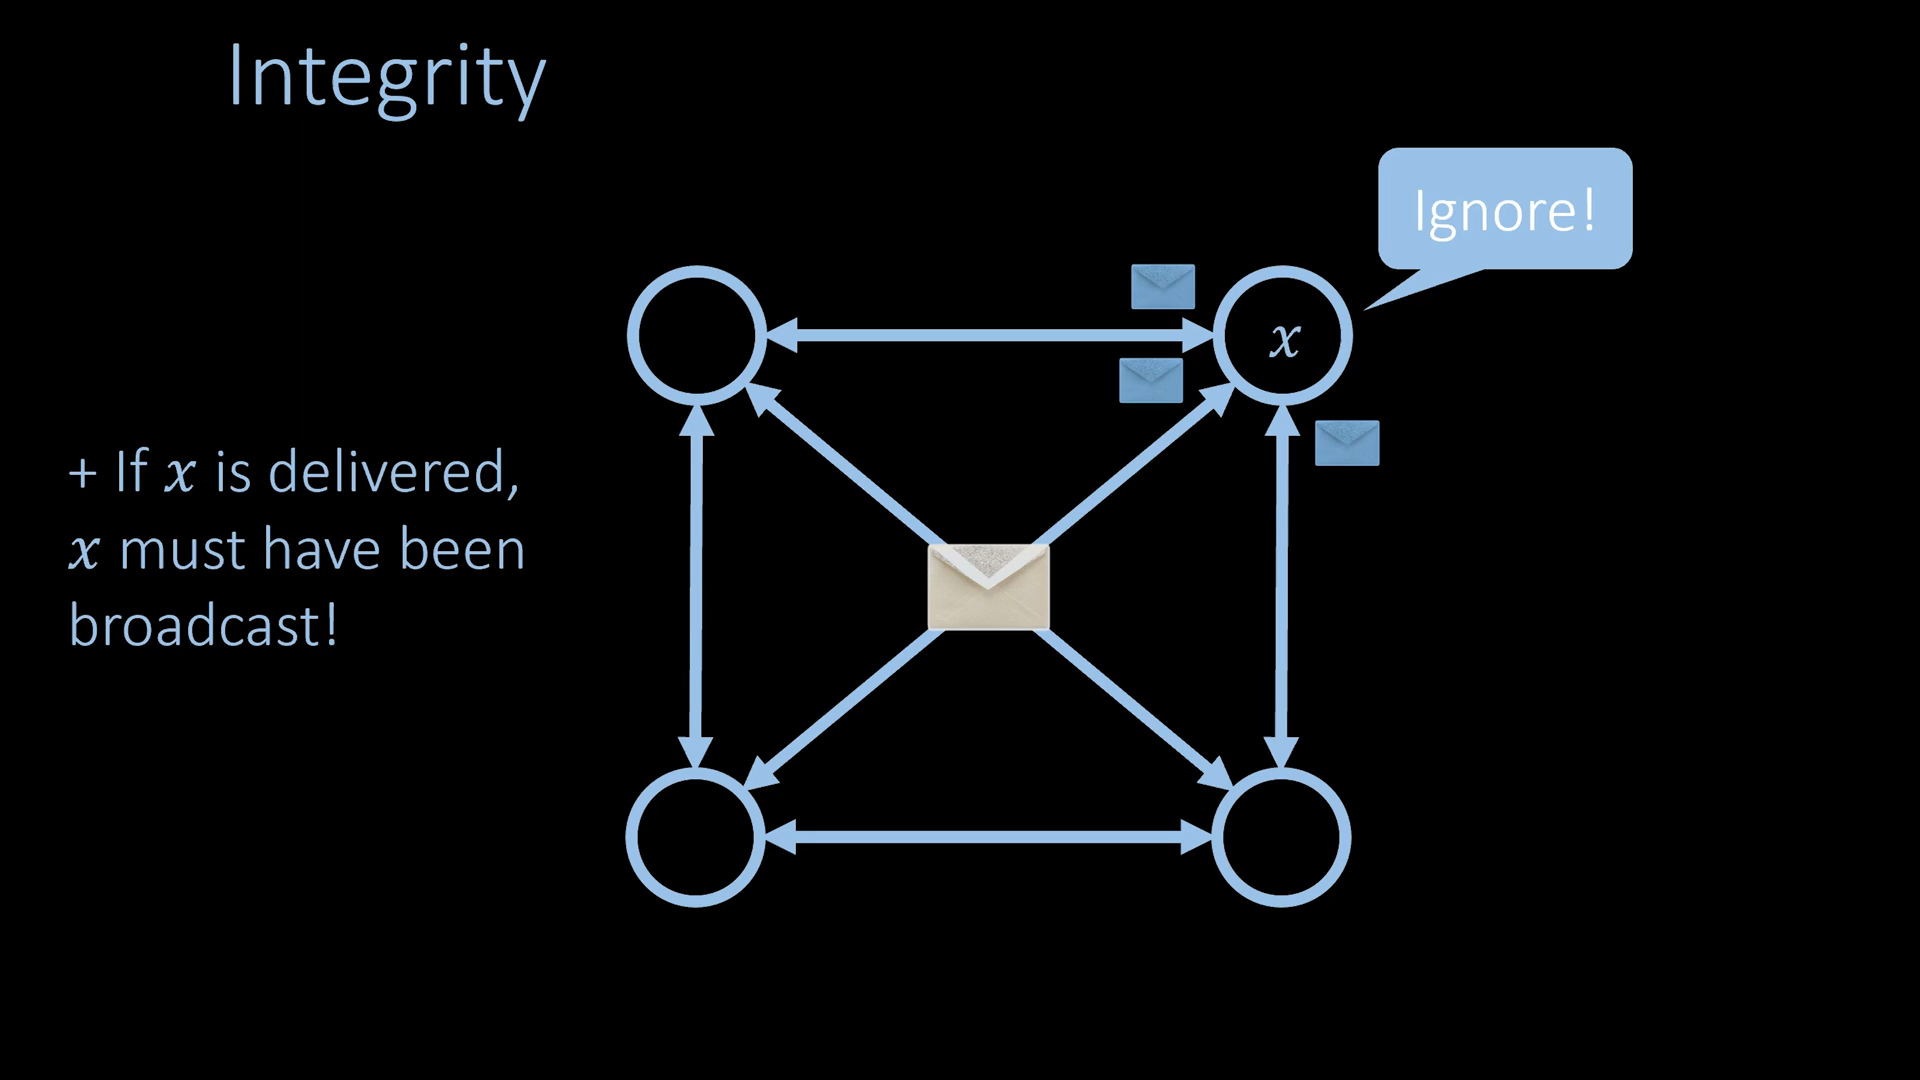 Integrity
Ignore!
x
+ If x is delivered,
x must have been
broadcast!